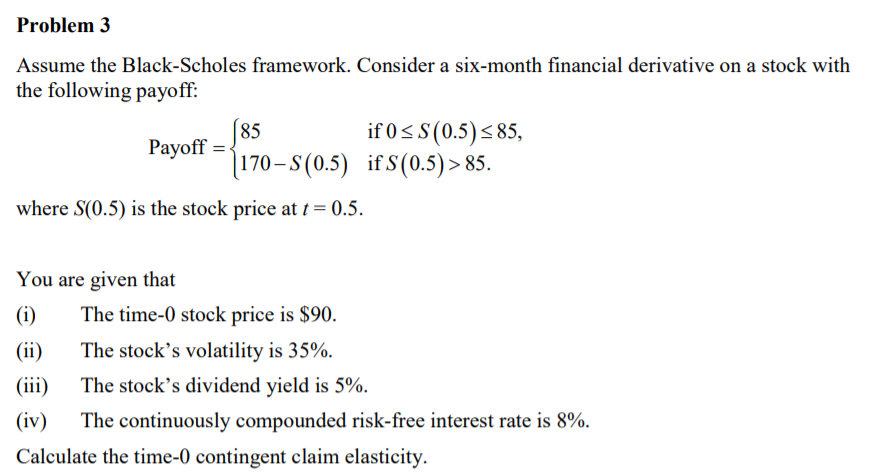 Problem 3
Assume the Black-Scholes framework. Consider a six-month financial derivative on a stock with
the following payoff:
Payoff = {85 if 0 ≤ S(0.5) ≤ 85,
170 − S(0.5) if S(0.5) > 85.
where S(0.5) is the stock price at t = 0.5.
You are given that
(i) The time-0 stock price is $90.
(ii) The stock's volatility is 35%.
(iii) The stock's dividend yield is 5%.
(iv) The continuously compounded risk-free interest rate is 8%.
Calculate the time-0 contingent claim elasticity.